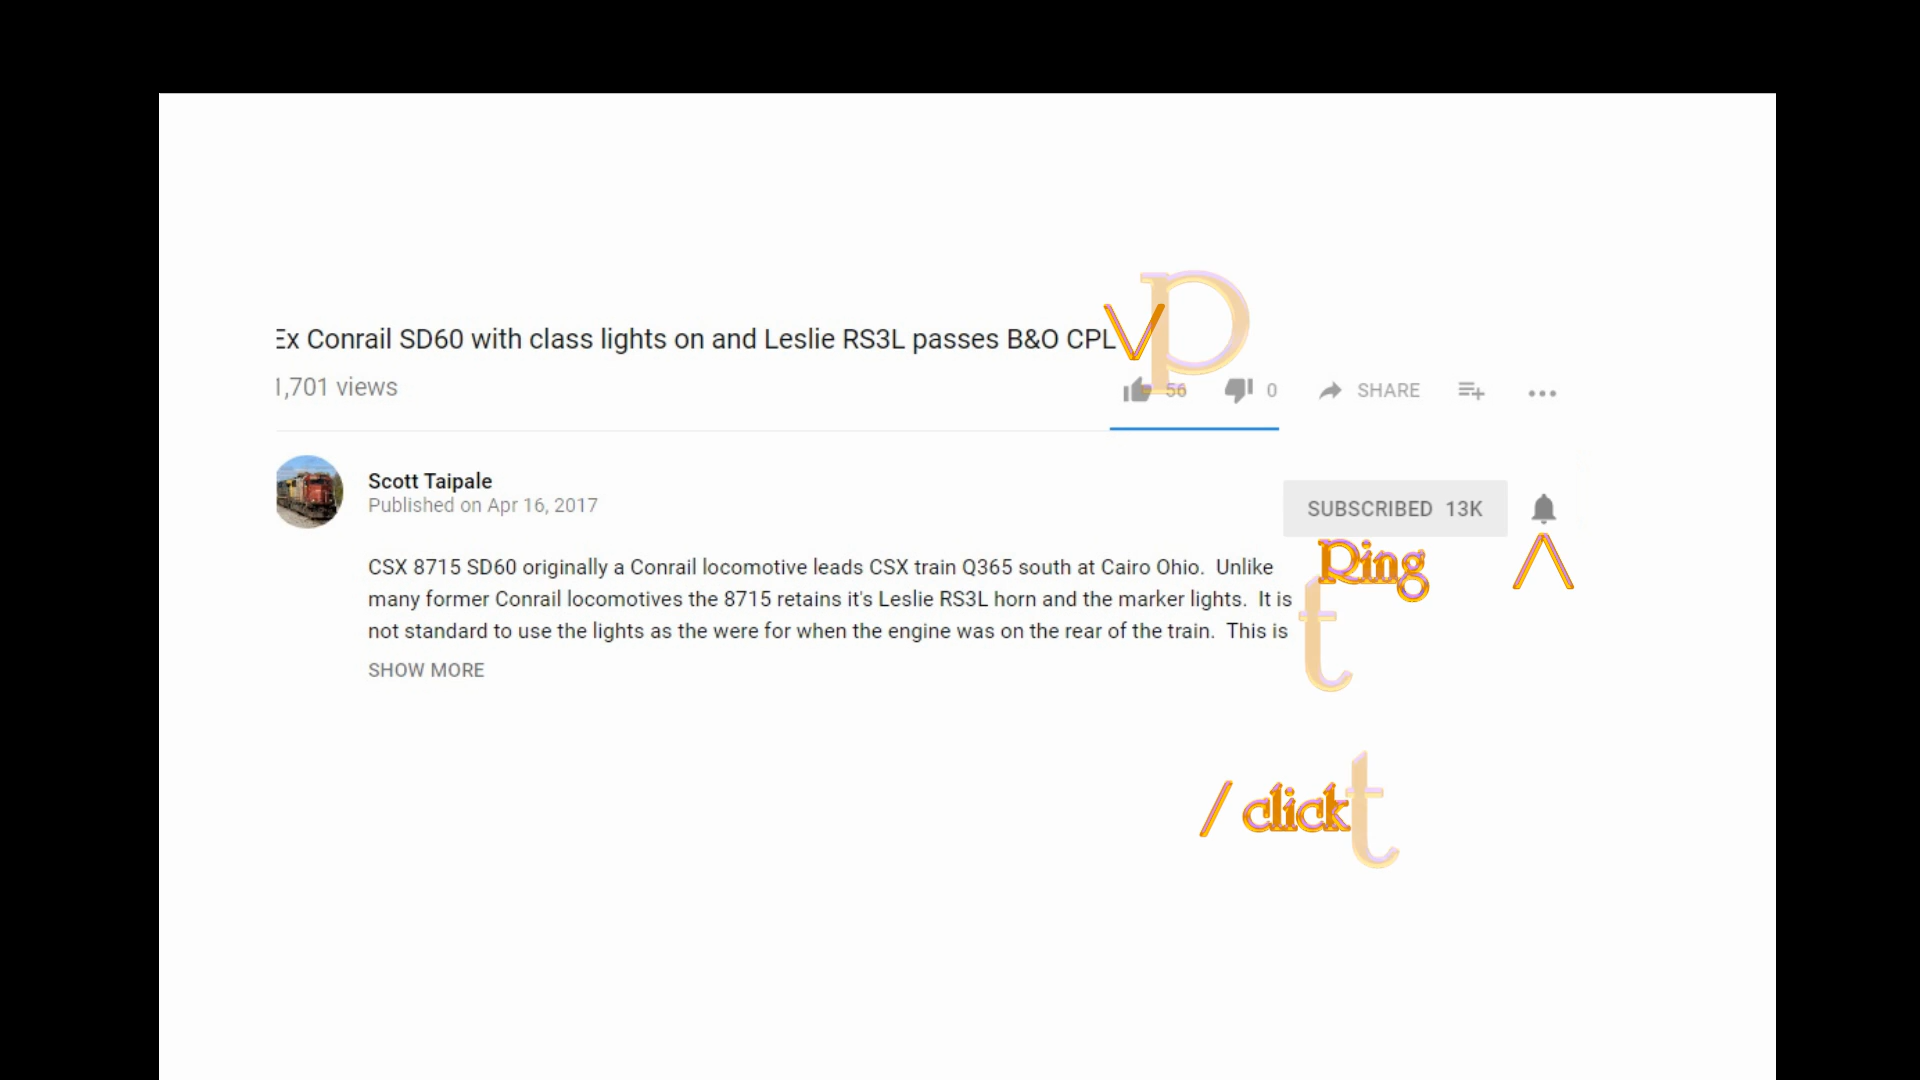 Ex Conrail SD60 with class lights on and Leslie RS3L passes B&O CPL
V
p
1,701 views
56 0 SHARE
Scott Taipale
Published on Apr 16, 2017
SUBSCRIBED 13K
CSX 8715 SD60 originally a Conrail locomotive leads CSX train Q365 south at Cairo Ohio. Unlike
many former Conrail locomotives the 8715 retains it's Leslie RS3L horn and the marker lights. It is
not standard to use the lights as the were for when the engine was on the rear of the train. This is
SHOW MORE
Ring
t
/ click
t